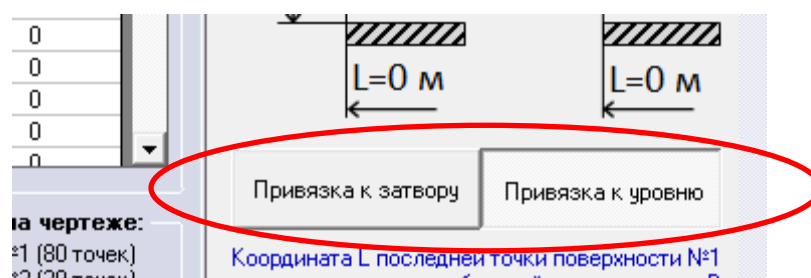 0
0
0
0
0
L=0 м
L=0 м
Привязка к затвору
Привязка к уровню
на чертеже:
№1 (80 точек)
Координата L последней точки поверхности №1